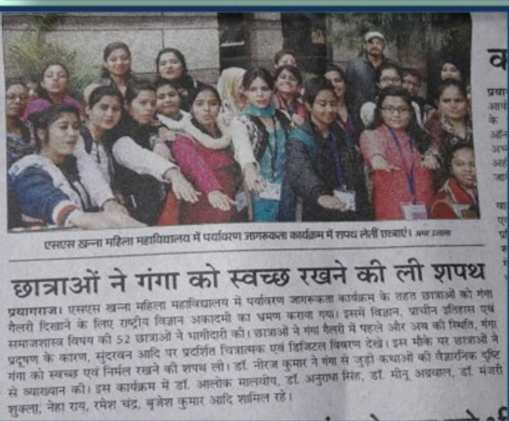 एसएस खन्ना महिला महाविद्यालय में पर्यावरण जागरूकता कार्यक्रम में शपथ लेतीं छात्राएं। अमर उजाला
छात्राओं ने गंगा को स्वच्छ रखने की ली शपथ
प्रयागराज। एसएस खन्ना महिला महाविद्यालय में पर्यावरण जागरूकता कार्यक्रम के तहत छात्राओं को गंगा
गैलरी दिखाने के लिए राष्ट्रीय विज्ञान अकादमी का भ्रमण कराया गया। इसमें विज्ञान, प्राचीन इतिहास एवं
समाजशास्त्र विषय की 52 छात्राओं ने भागीदारी की। छात्राओं ने गंगा गैलरी में पहले और अब की स्थिति, गंगा
प्रदूषण के कारण, सुंदरवन आदि पर प्रदर्शित चित्रात्मक एवं डिजिटल विवरण देखे। इस मौके पर छात्राओं ने
गंगा को स्वच्छ एवं निर्मल रखने की शपथ ली। डॉ. नीरज कुमार ने गंगा से जुड़ी कथाओं की वैज्ञानिक दृष्टि
से व्याख्यान की। इस कार्यक्रम में डॉ. आलोक मालवीय, डॉ. अनुराधा सिंह, डॉ. मीनू अग्रवाल, डॉ. मंजरी
शुक्ला, नेहा राय, रमेश चंद्र, बृजेश कुमार आदि शामिल रहे।